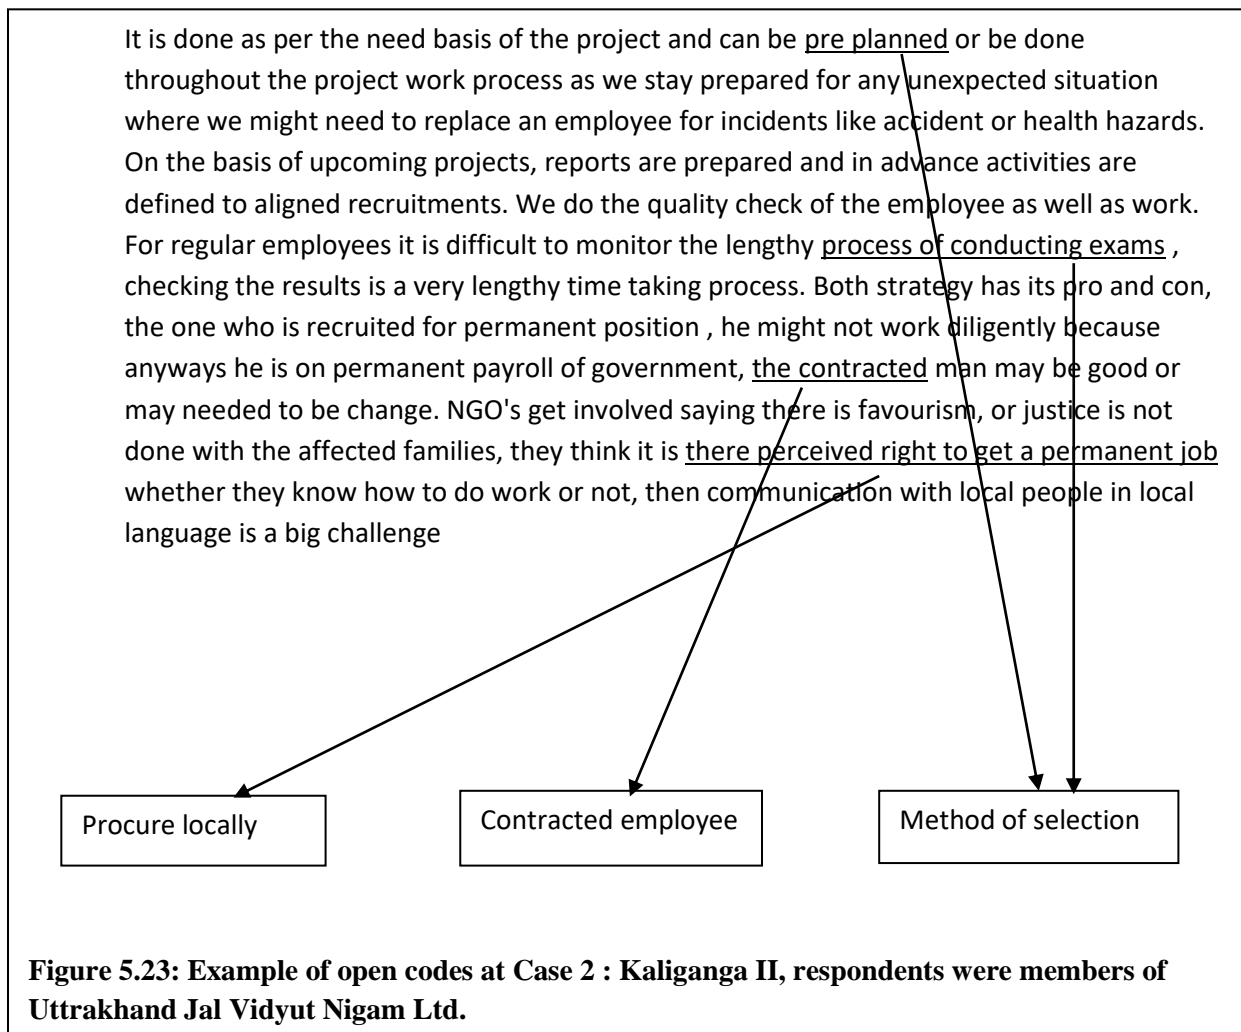 It is done as per the need basis of the project and can be pre planned or be done
throughout the project work process as we stay prepared for any unexpected situation
where we might need to replace an employee for incidents like accident or health hazards.
On the basis of upcoming projects, reports are prepared and in advance activities are
defined to aligned recruitments. We do the quality check of the employee as well as work.
For regular employees it is difficult to monitor the lengthy process of conducting exams ,
checking the results is a very lengthy time taking process. Both strategy has its pro and con,
the one who is recruited for permanent position , he might not work diligently because
anyways he is on permanent payroll of government, the contracted man may be good or
may needed to be change. NGO's get involved saying there is favourism, or justice is not
done with the affected families, they think it is there perceived right to get a permanent job
whether they know how to do work or not, then communication with local people in local
language is a big challenge
Procure locally
Contracted employee
Method of selection
Figure 5.23: Example of open codes at Case 2 : Kaliganga II, respondents were members of
Uttrakhand Jal Vidyut Nigam Ltd.